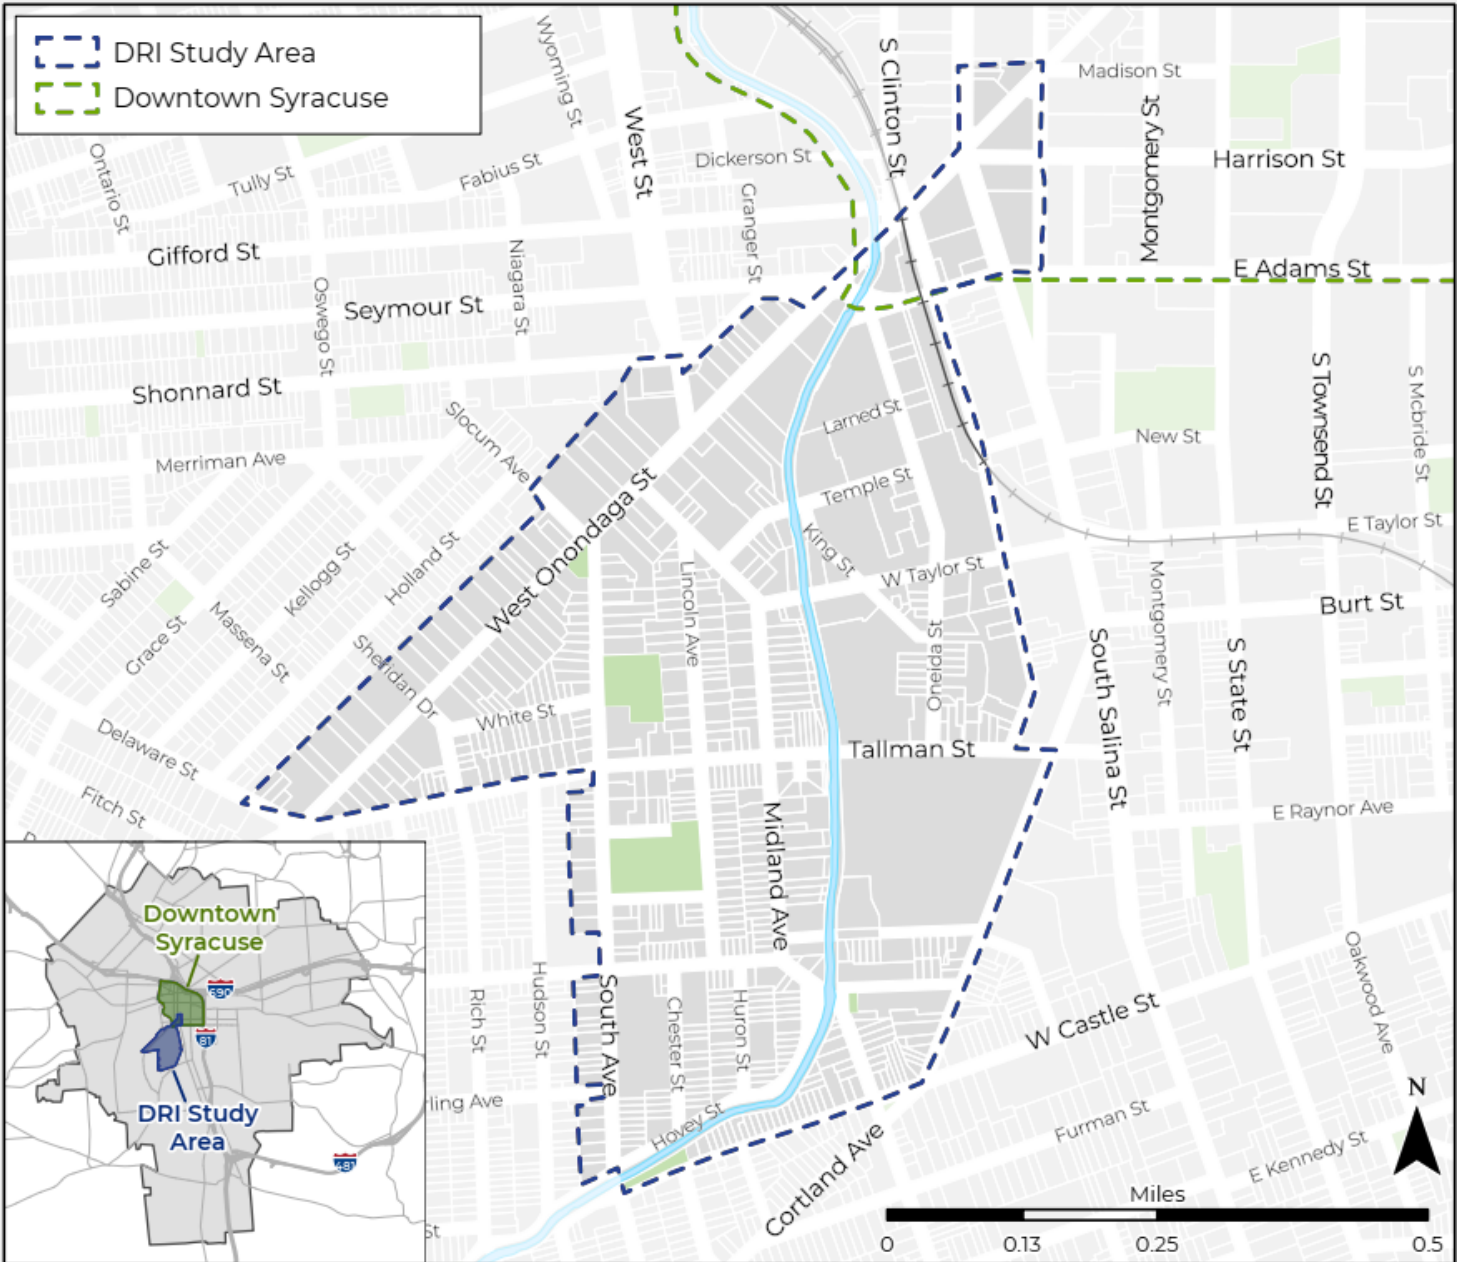 DRI Study Area
Downtown Syracuse
Wyoming St
S Clinton St
Madison St
Montgomery St
West St
Dickerson St
Harrison St
Ontario St
Tully St
Fabius St
Granger St
Gifford St
Niagara St
E Adams St
Oswego St
Seymour St
Shonnard St
S Townsend St
S Mcbride St
Slocum Ave
Larned St
New St
Merriman Ave
West Onondaga St
Temple St
E Taylor St
King St
Sabine St
Kellogg St
Holland St
Lincoln Ave
W Taylor St
Montgomery St
Burt St
Grace St
Massena St
Sheridan Dr
Oneida St
South Salina St
S State St
White St
Delaware St
Tallman St
Fitch St
Midland Ave
E Raynor Ave
Downtown
Syracuse
690
81
DRI Study
Area
481
Rich St
Hudson St
South Ave
Chester St
Huron St
W Castle St
Oakwood Ave
rling Ave
Hovey St
Cortland Ave
Furman St
E Kennedy St
N
St
Miles
0
0.13
0.25
0.5